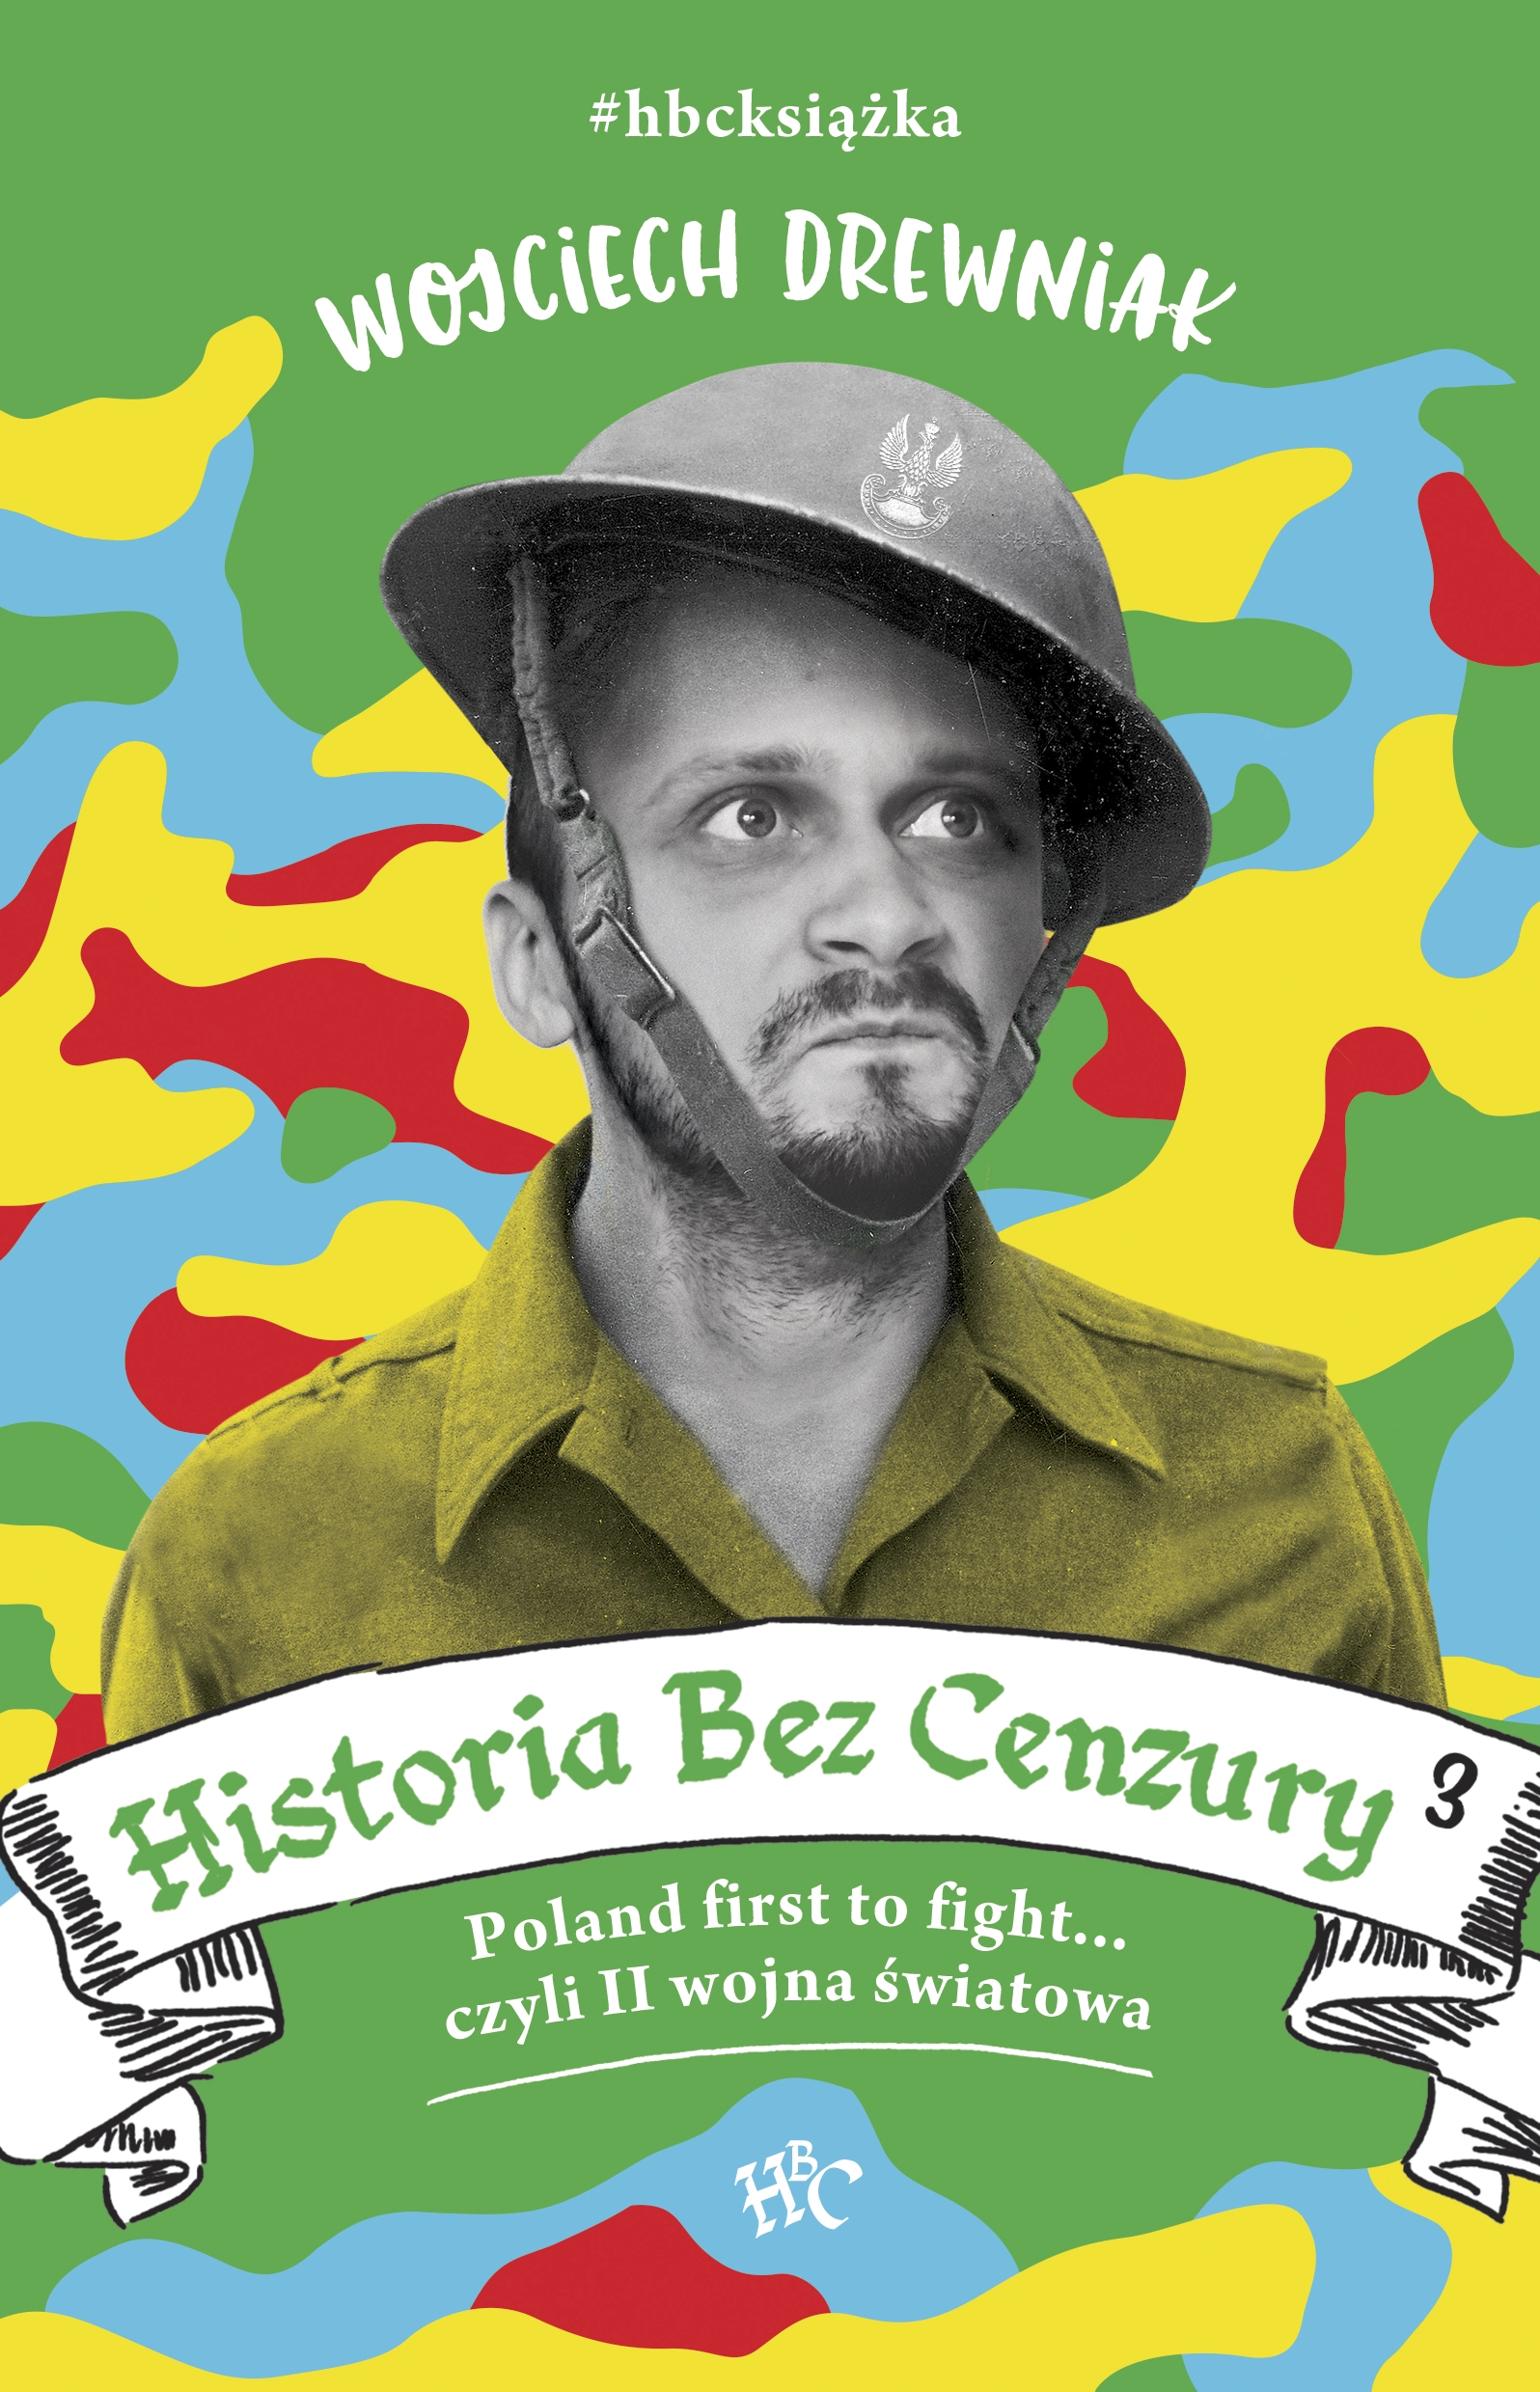 #hbcksiążka
WOJCIECH DREWNIAK
Historia Bez Cenzury 3
Poland first to fight...
czyli II wojna światowa
HBC